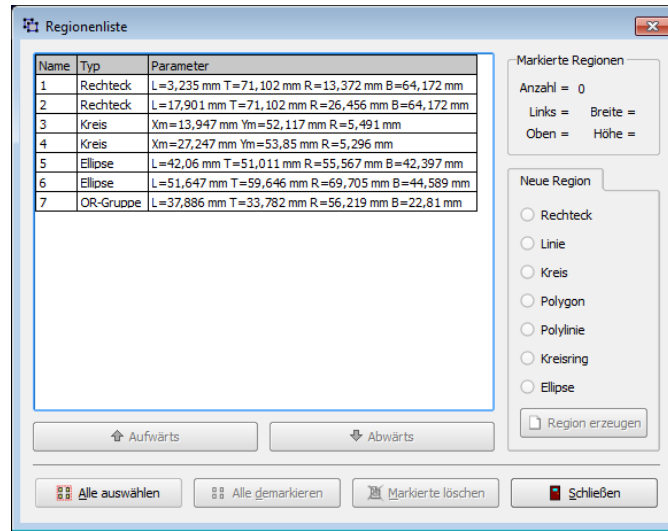 Regionenliste
Name Typ Parameter
1 Rechteck L=3,235 mm T=71,102 mm R=13,372 mm B=64,172 mm
2 Rechteck L=17,901 mm T=71,102 mm R=26,456 mm B=64,172 mm
3 Kreis Xm=13,947 mm Ym=52,117 mm R=5,491 mm
4 Kreis Xm=27,247 mm Ym=53,85 mm R=5,296 mm
5 Ellipse L=42,06 mm T=51,011 mm R=55,567 mm B=42,397 mm
6 Ellipse L=51,647 mm T=59,646 mm R=69,705 mm B=44,589 mm
7 OR-Gruppe L=37,886 mm T=33,782 mm R=56,219 mm B=22,81 mm
Aufwärts Abwärts
Markierte Regionen
Anzahl = 0
Links = Breite =
Oben = Höhe =
Neue Region
Rechteck
Linie
Kreis
Polygon
Polylinie
Kreisring
Ellipse
Region erzeugen
Alle auswählen Alle demarkieren Markierte löschen Schließen